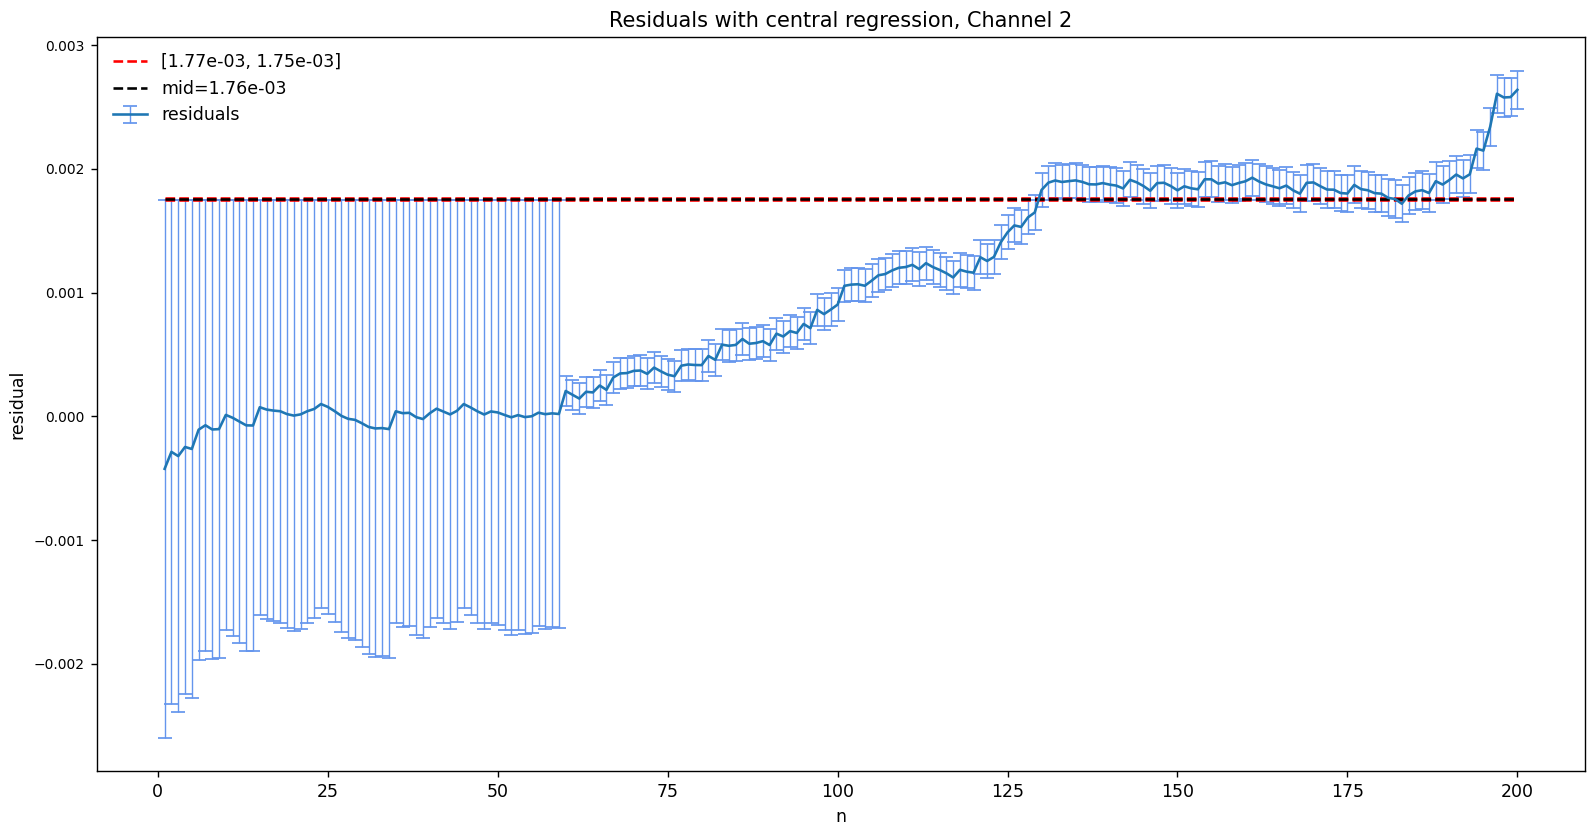 Residuals with central regression, Channel 2
[1.77e-03, 1.75e-03]
mid=1.76e-03
residuals
residual
0.003
0.002
0.001
0.000
−0.001
−0.002
0
25
50
75
100
125
150
175
200
n